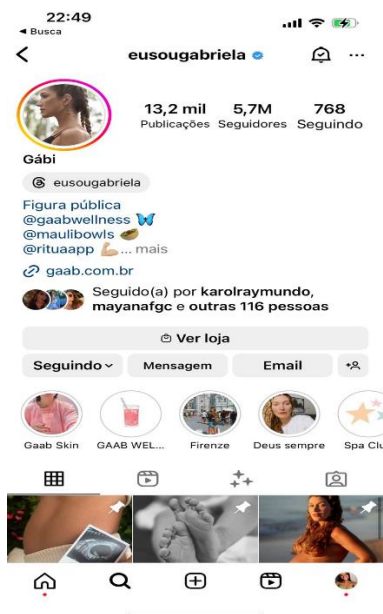 22:49
◀ Busca
eusougabriela
13,2 mil 5,7M 768
Publicações Seguidores Seguindo
Gábi
eusougabriela
Figura pública
@gaabwellness 🦋
@maulibowls 🥗
@rituaapp 💪🏼... mais
gaab.com.br
Seguido(a) por karolraymundo,
mayanafgc e outras 116 pessoas
Ver loja
Seguindo Mensagem Email
Gaab Skin GAAB WEL... Firenze Deus sempre Spa Clu